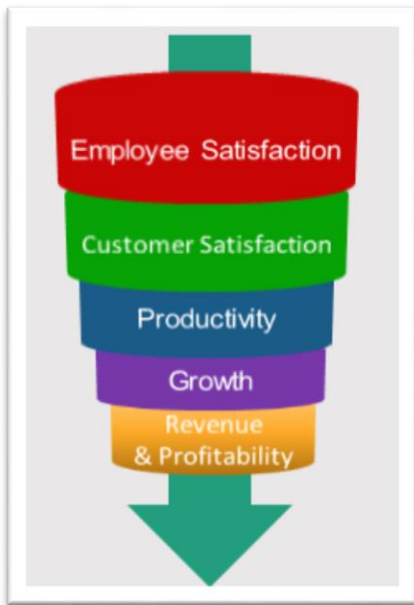 Employee Satisfaction
Customer Satisfaction
Productivity
Growth
Revenue
& Profitability